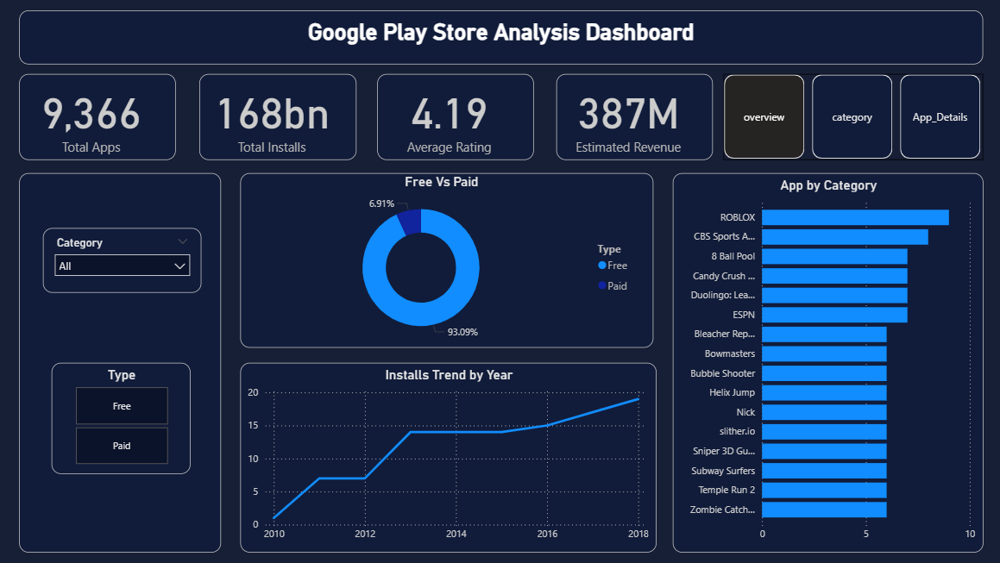 Google Play Store Analysis Dashboard
9,366
Total Apps
168bn
Total Installs
4.19
Average Rating
387M
Estimated Revenue
overview
category
App_Details
Category
All
Type
Free
Paid
Free Vs Paid
6.91%
93.09%
Type
Free
Paid
Installs Trend by Year
20
15
10
5
0
2010 2012 2014 2016 2018
App by Category
ROBLOX
CBS Sports A...
8 Ball Pool
Candy Crush ...
Duolingo: Lea...
ESPN
Bleacher Rep...
Bowmasters
Bubble Shooter
Helix Jump
Nick
slither.io
Sniper 3D Gu...
Subway Surfers
Temple Run 2
Zombie Catch...
0 5 10